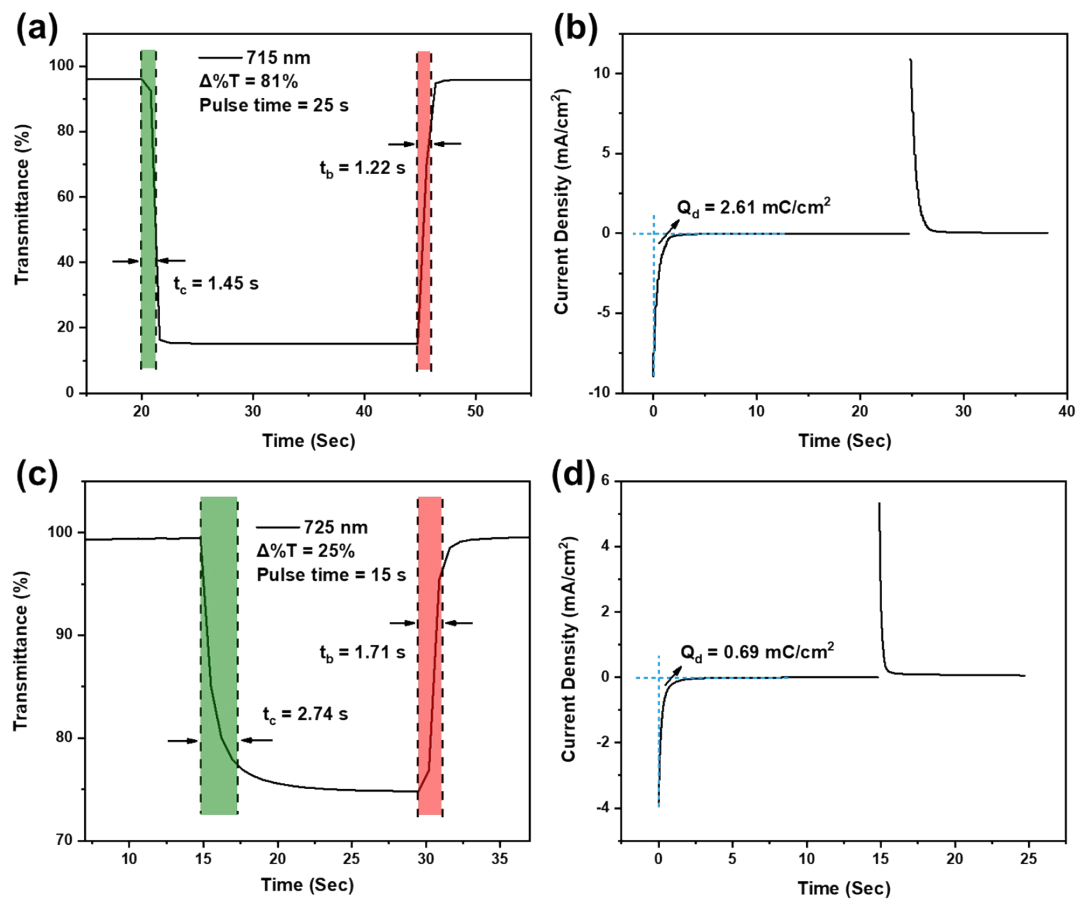 (a)
Transmittance (%)
100
80
60
40
20
0
20
30
40
50
Time (Sec)
715 nm
Δ%T = 81%
Pulse time = 25 s
t_b = 1.22 s
t_c = 1.45 s
(b)
Current Density (mA/cm²)
10
5
0
-5
-10
0
10
20
30
40
Time (Sec)
Q_d = 2.61 mC/cm²
(c)
Transmittance (%)
100
90
80
70
10
15
20
25
30
35
Time (Sec)
725 nm
Δ%T = 25%
Pulse time = 15 s
t_b = 1.71 s
t_c = 2.74 s
(d)
Current Density (mA/cm²)
6
4
2
0
-2
-4
0
5
10
15
20
25
Time (Sec)
Q_d = 0.69 mC/cm²